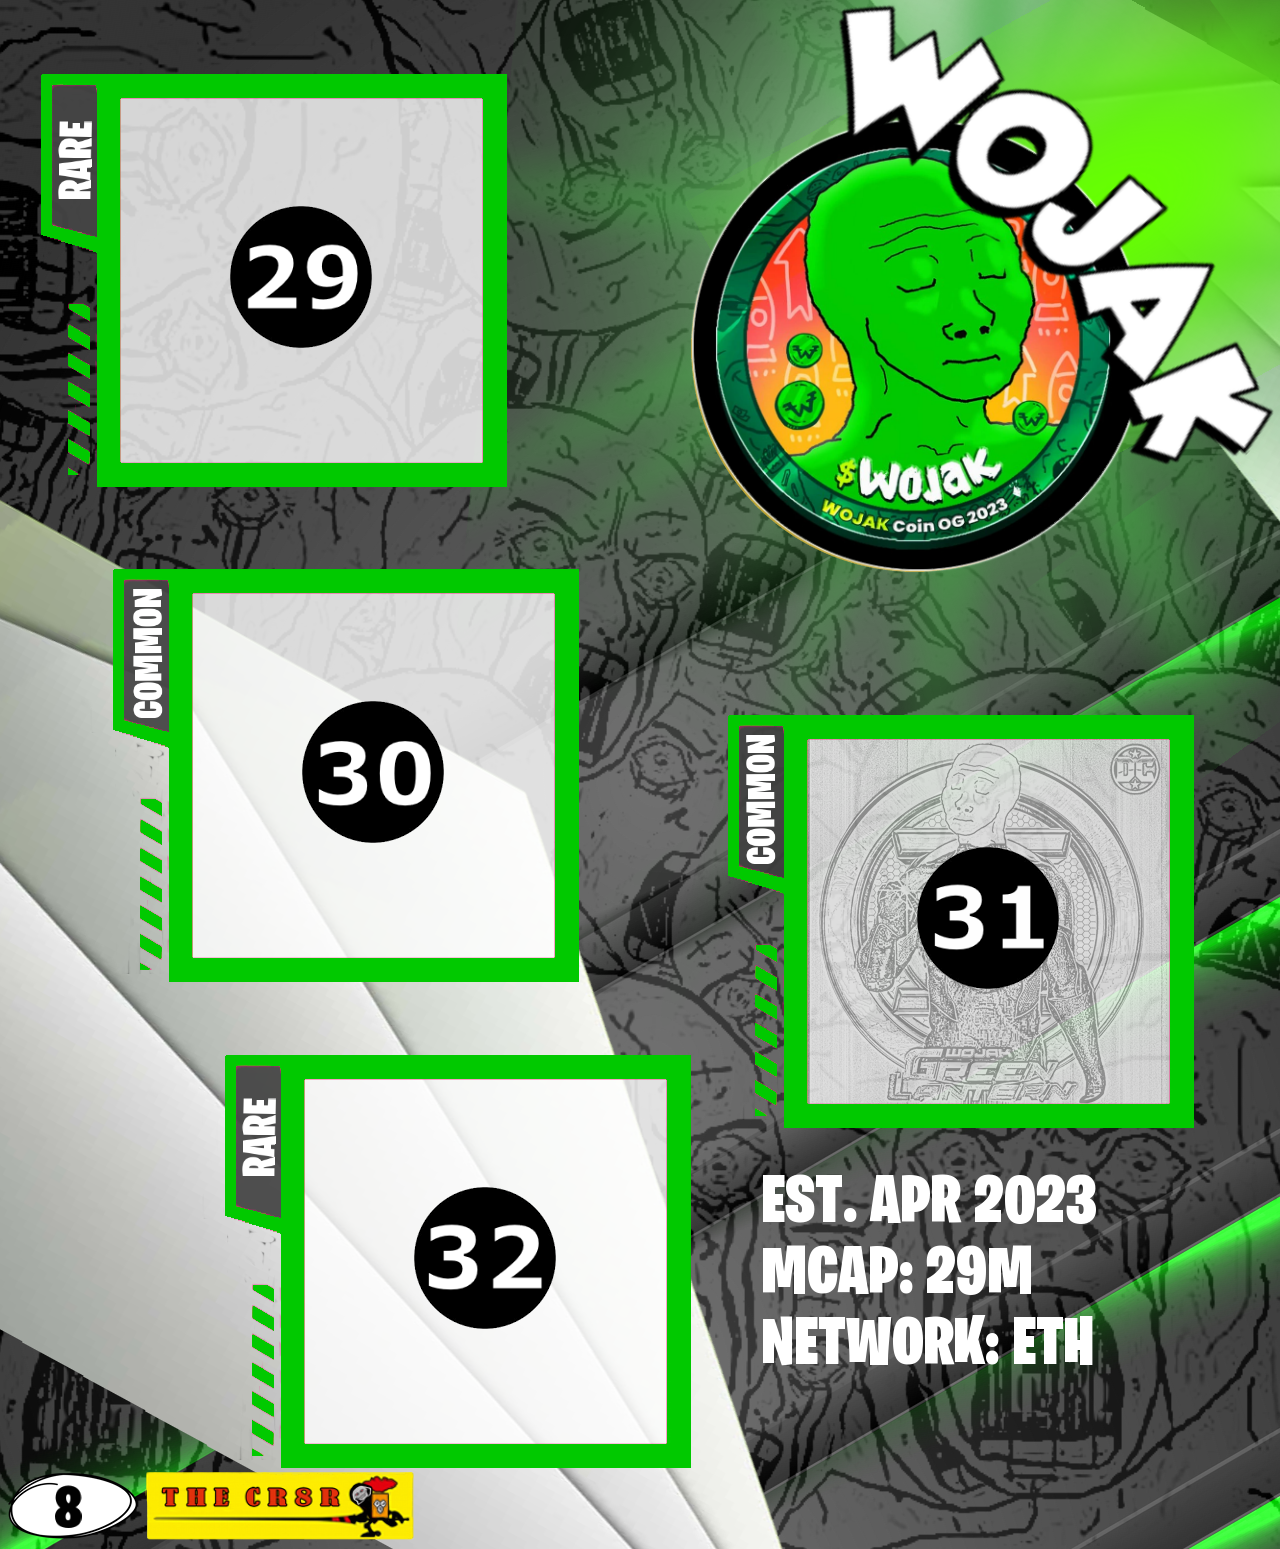 WOJAK
RARE
29
$WOJAK
WOJAK Coin OG 2023
COMMON
30
COMMON
DC
31
WOJAK
GREEN
LANTERN
RARE
32
EST. APR 2023
MCAP: 29M
NETWORK: ETH
8
THE CR8R